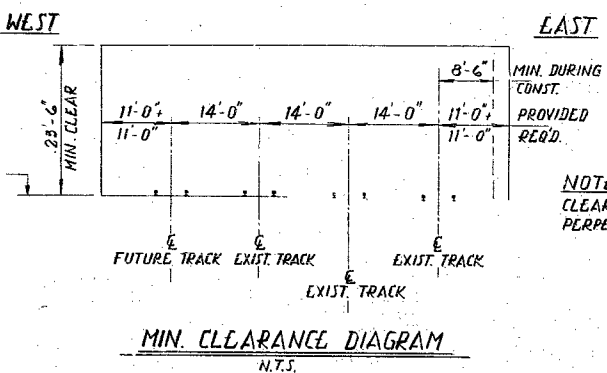 WEST
EAST
23'-6"
MIN. CLEAR
8'-6"
MIN. DURING
CONST.
11'-0"+
14'-0"
14'-0"
14'-0"
11'-0"+
PROVIDED
11'-0"
11'-0"
REQ'D.
NOTE
CLEAR
PERPE
℄
FUTURE TRACK
℄
EXIST. TRACK
℄
EXIST. TRACK
℄
EXIST. TRACK
MIN. CLEARANCE DIAGRAM
N.T.S.